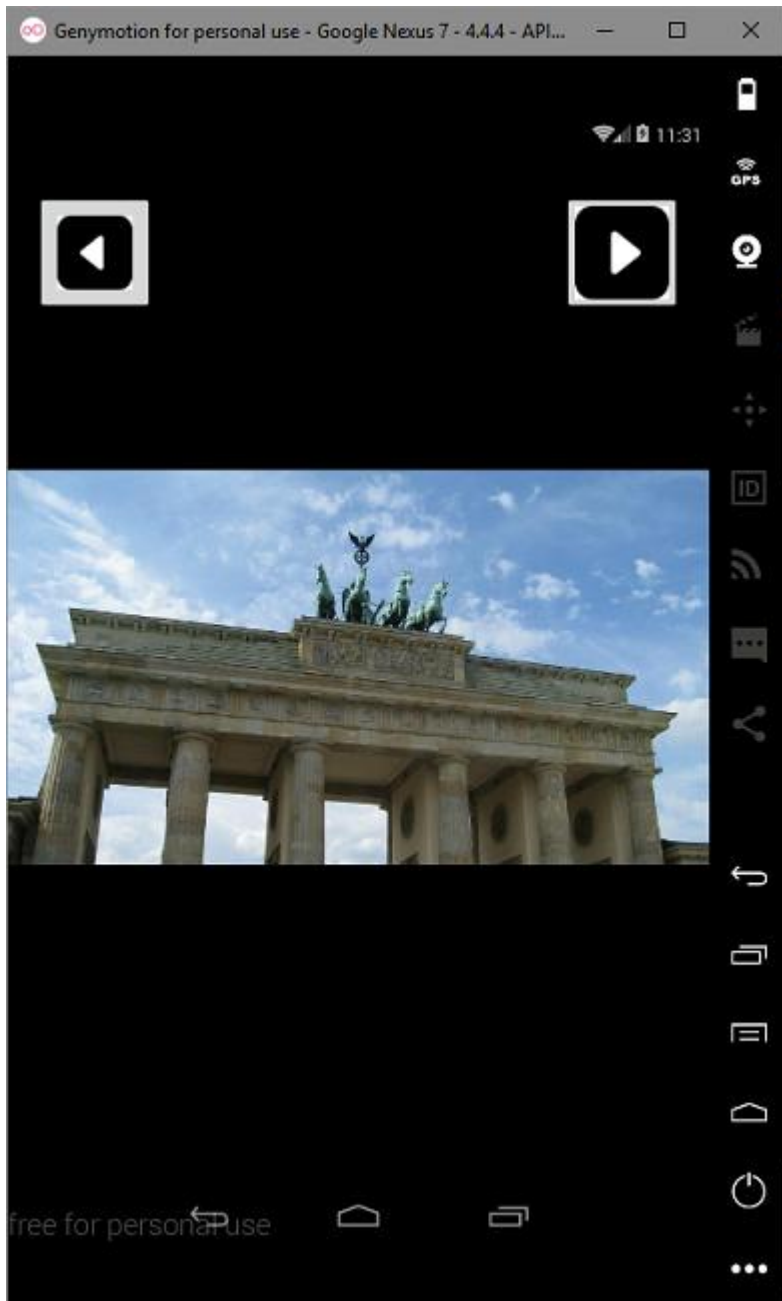 Genymotion for personal use - Google Nexus 7 - 4.4.4 - API...
11:31
GPS
ID
free for personal use